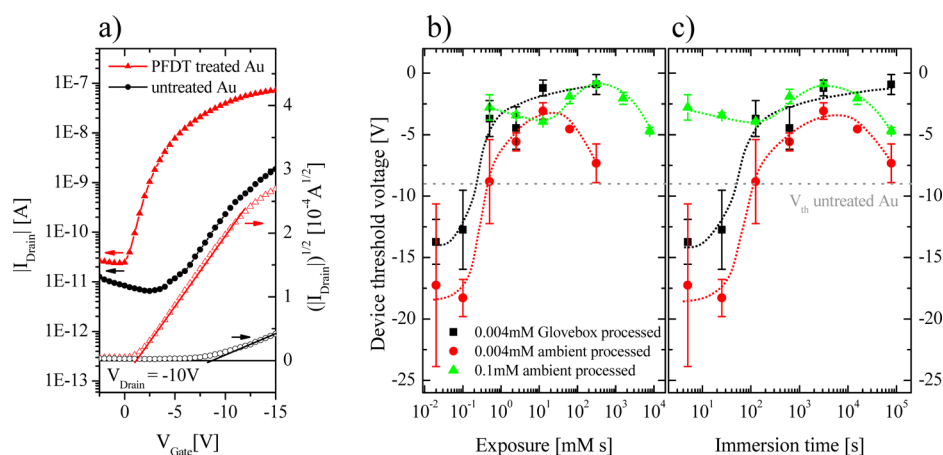 a)
PFDT treated Au
untreated Au
1E-7
1E-8
1E-9
1E-10
1E-11
1E-12
1E-13
|I_Drain| [A]
4
3
2
1
0
(|I_Drain|)^1/2 [10^-4 A^1/2]
V_Drain = -10V
0 -5 -10 -15
V_Gate [V]
b)
Device threshold voltage [V]
0.004mM Glovebox processed
0.004mM ambient processed
0.1mM ambient processed
10^-2 10^-1 10^0 10^1 10^2 10^3 10^4
Exposure [mM s]
c)
V_th untreated Au
0
-5
-10
-15
-20
-25
10^1 10^2 10^3 10^4 10^5
Immersion time [s]
0
-5
-10
-15
-20
-25